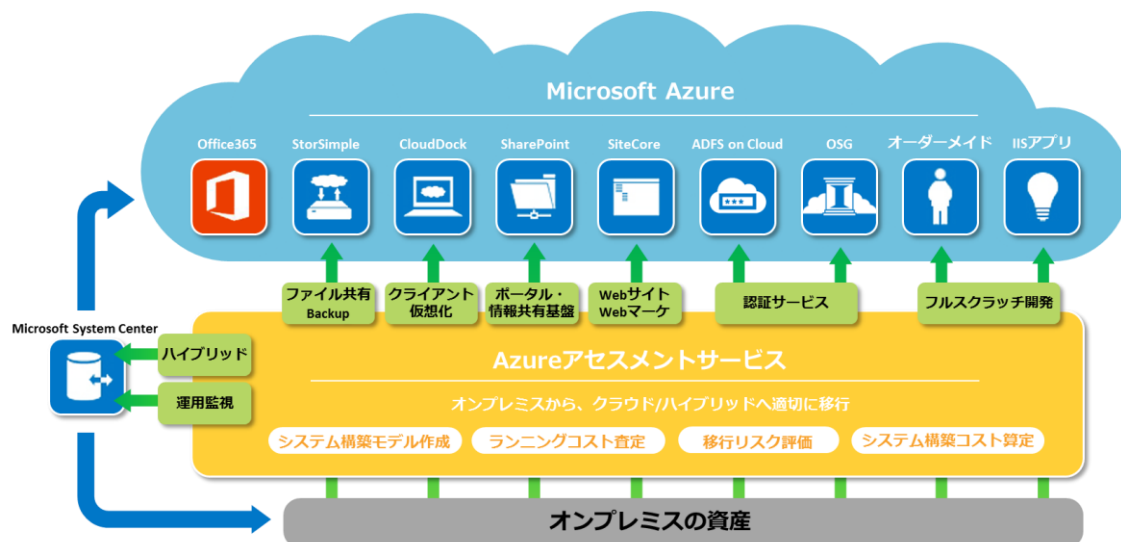 Microsoft Azure
Office365
StorSimple
CloudDock
SharePoint
SiteCore
ADFS on Cloud
OSG
オーダーメイド
IISアプリ
ファイル共有
Backup
クライアント
仮想化
ポータル・
情報共有基盤
Webサイト
Webマーケ
認証サービス
フルスクラッチ開発
Microsoft System Center
ハイブリッド
運用監視
Azureアセスメントサービス
オンプレミスから、クラウド/ハイブリッドへ適切に移行
システム構築モデル作成
ランニングコスト査定
移行リスク評価
システム構築コスト算定
オンプレミスの資産